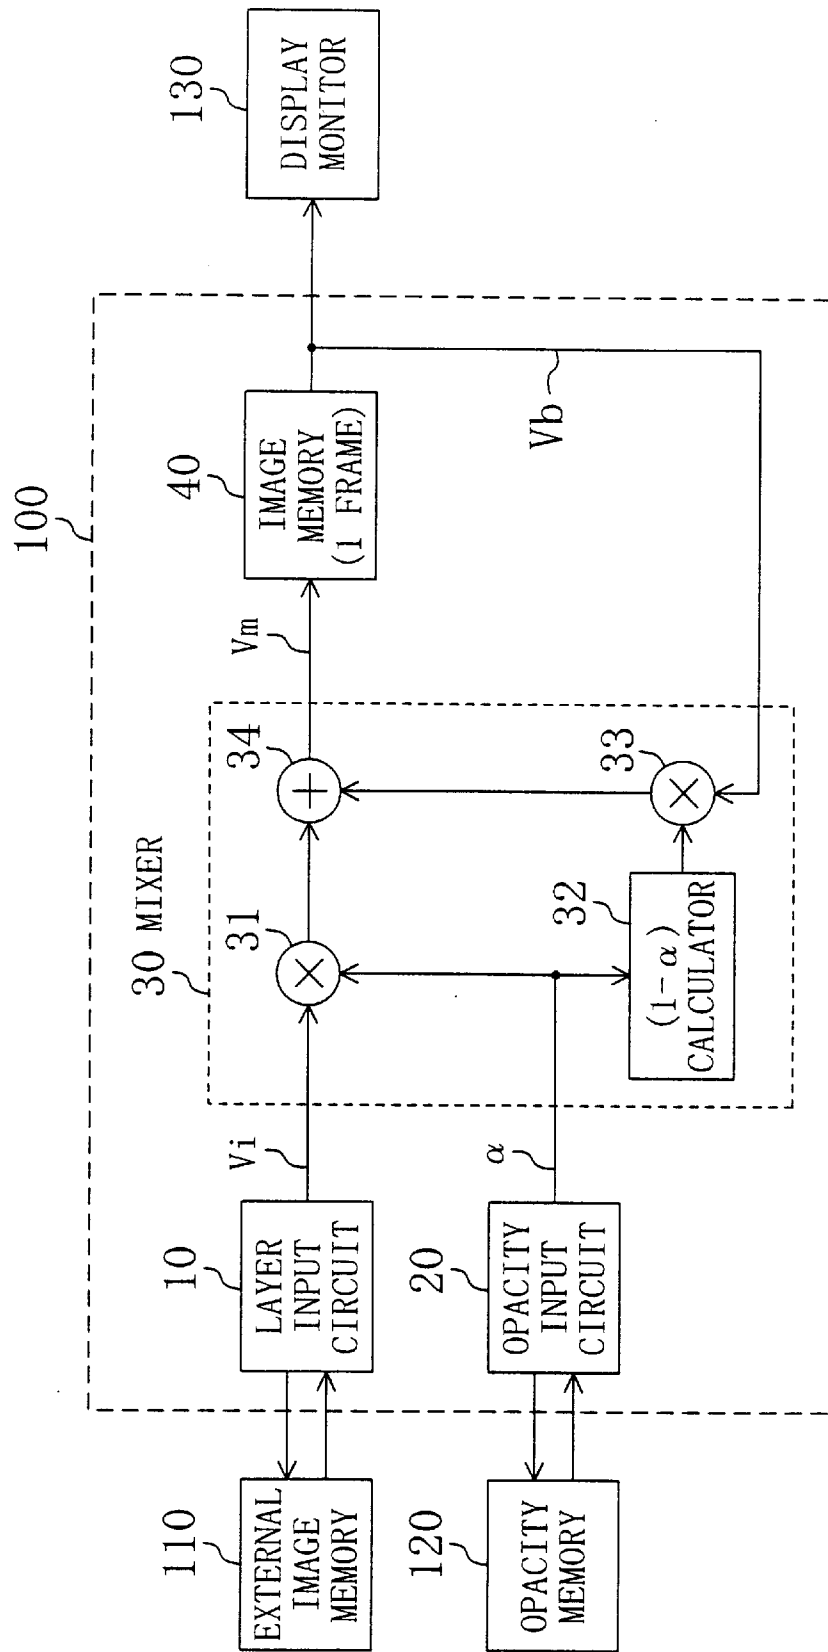 100
110
EXTERNAL
IMAGE
MEMORY
10
LAYER
INPUT
CIRCUIT
Vi
30 MIXER
31
×
34
+
Vm
40
IMAGE
MEMORY
(1 FRAME)
130
DISPLAY
MONITOR
120
OPACITY
MEMORY
20
OPACITY
INPUT
CIRCUIT
α
32
(1-α)
CALCULATOR
33
×
Vb